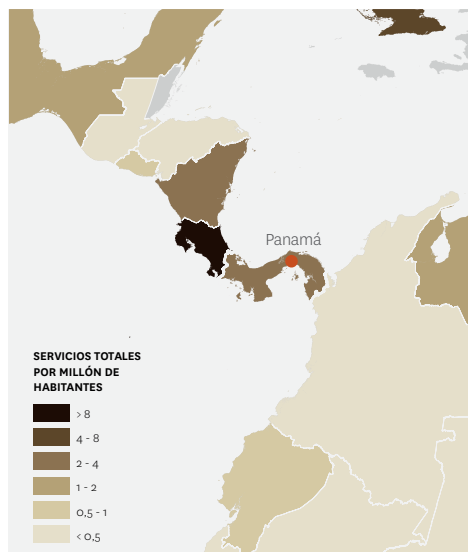 Panamá
SERVICIOS TOTALES
POR MILLÓN DE
HABITANTES
> 8
4 - 8
2 - 4
1 - 2
0,5 - 1
< 0,5